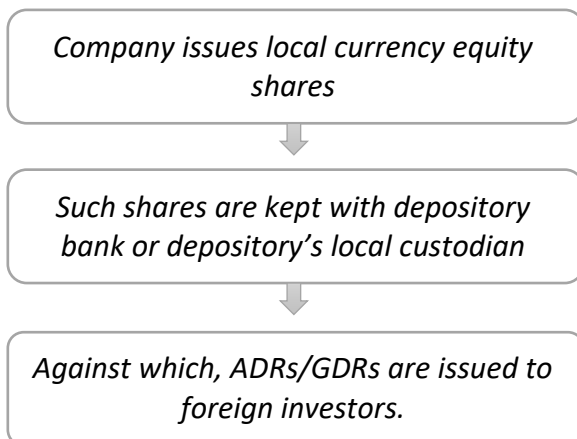 Company issues local currency equity
shares
Such shares are kept with depository
bank or depository’s local custodian
Against which, ADRs/GDRs are issued to
foreign investors.